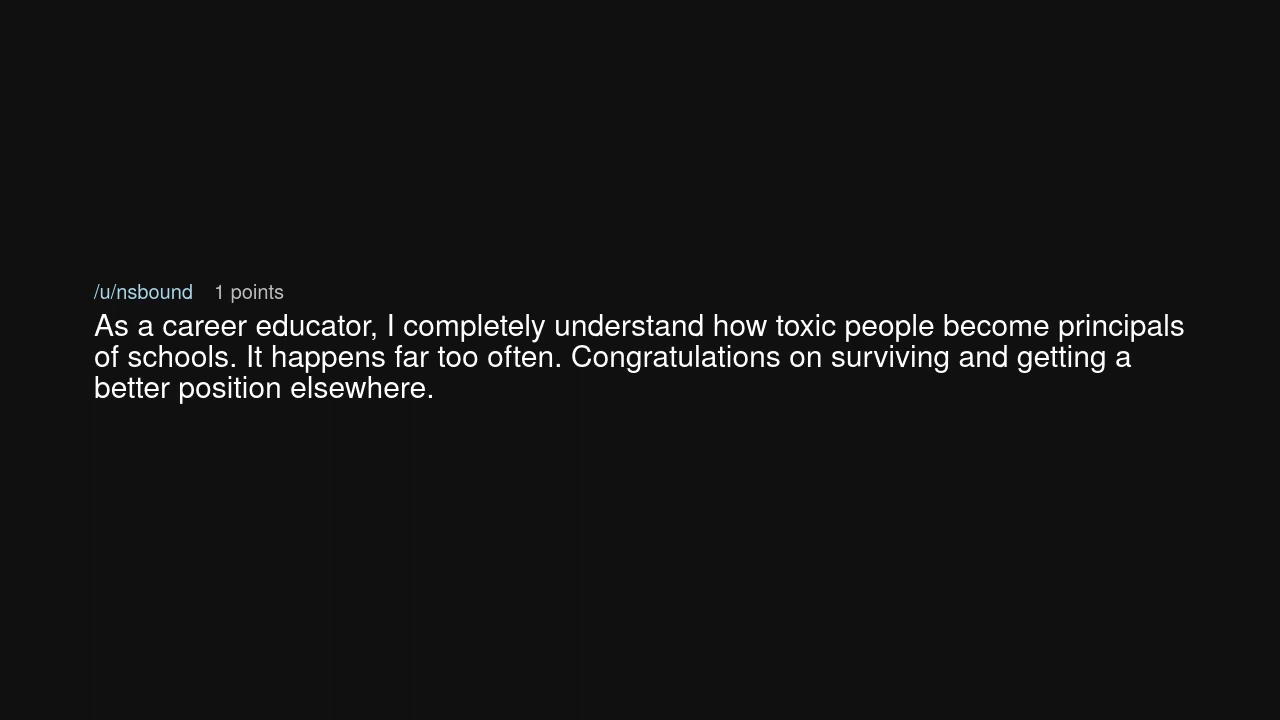 /u/nsbound 1 points
As a career educator, I completely understand how toxic people become principals
of schools. It happens far too often. Congratulations on surviving and getting a
better position elsewhere.